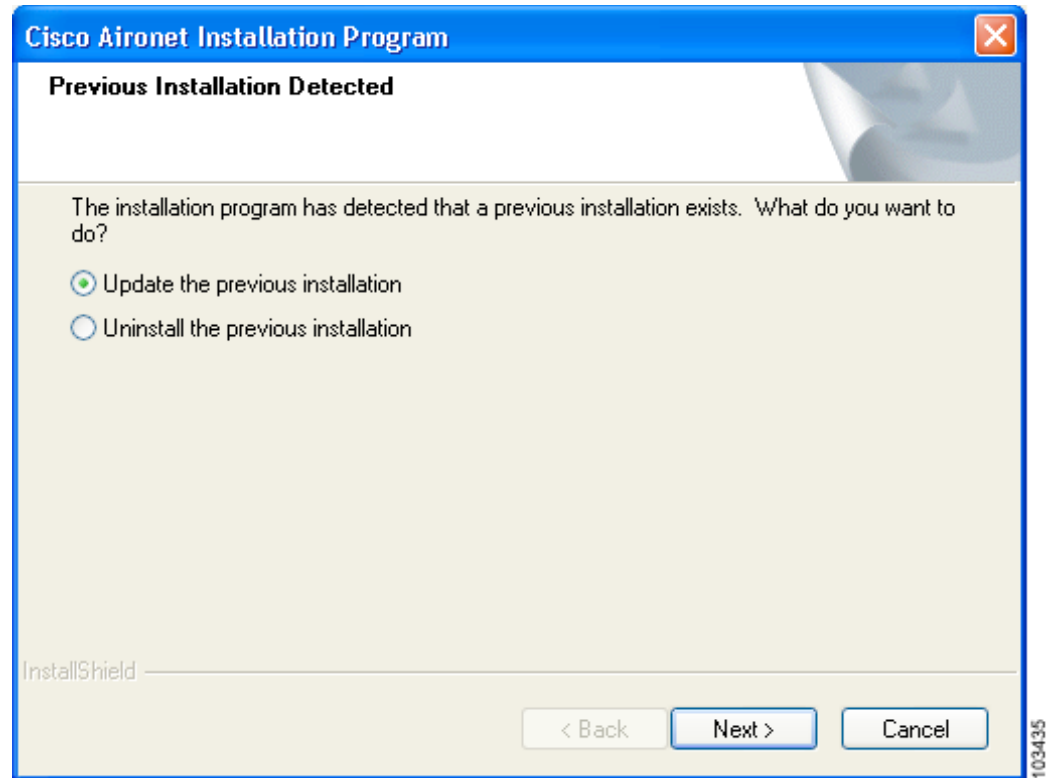 Cisco Aironet Installation Program
Previous Installation Detected
The installation program has detected that a previous installation exists.  What do you want to
do?
Update the previous installation
Uninstall the previous installation
InstallShield
< Back
Next >
Cancel
103435